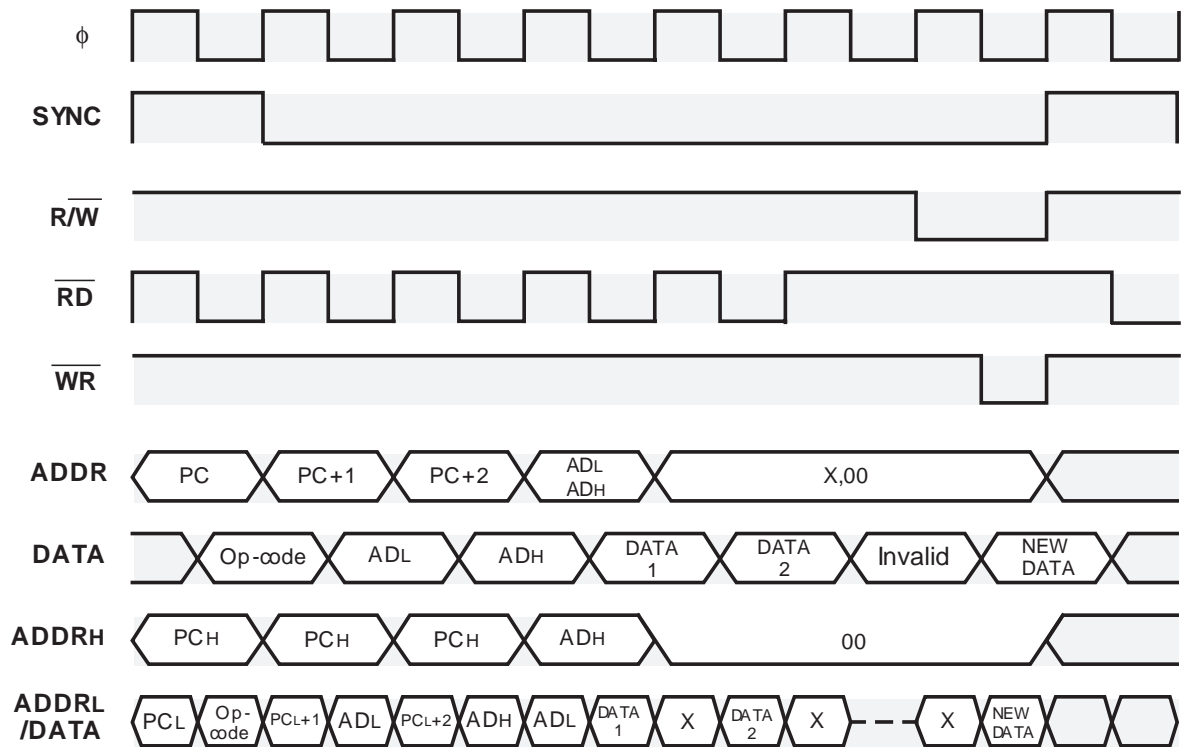 ϕ
SYNC
R/W̅
R̅D̅
W̅R̅
ADDR PC PC+1 PC+2 ADL ADH X,00
DATA Op-code ADL ADH DATA 1 DATA 2 Invalid NEW DATA
ADDRH PCH PCH PCH ADH 00
ADDRL /DATA PCL Op-code PCL+1 ADL PCL+2 ADH ADL DATA 1 X DATA 2 X X NEW DATA